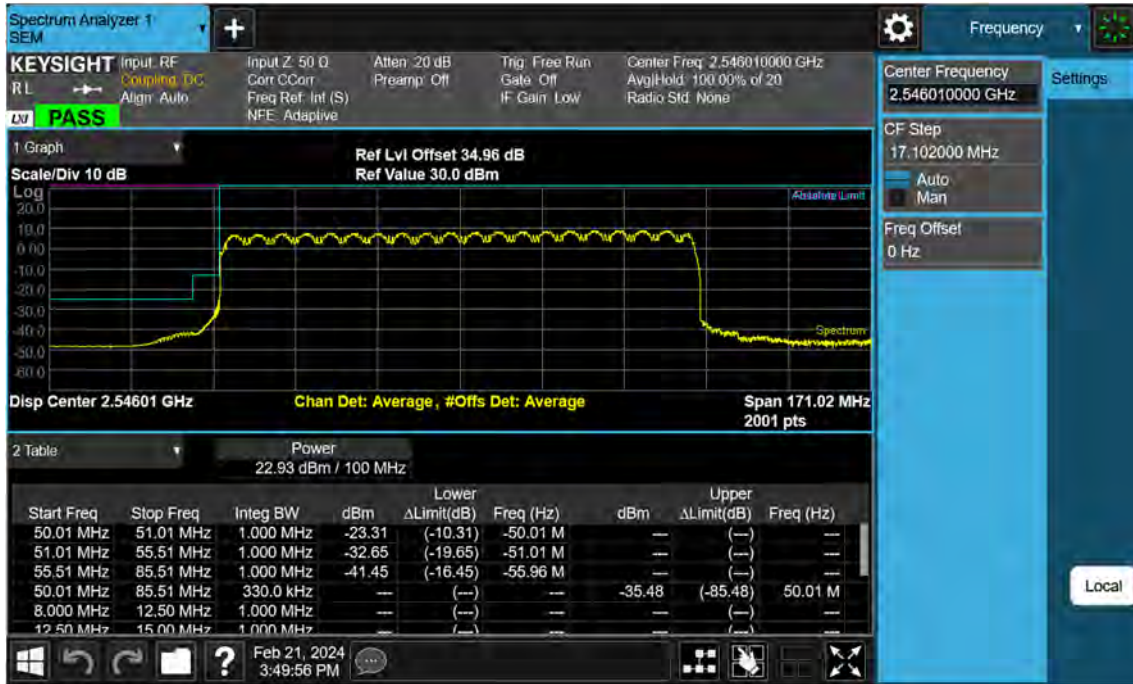 Spectrum Analyzer 1
SEM
Frequency
KEYSIGHT
RL
LXI PASS
Input: RF
Coupling: DC
Align: Auto
Input Z: 50 Ω
Corr CCorr
Freq Ref: Int (S)
NFE: Adaptive
Atten: 20 dB
Preamp: Off
Trig: Free Run
Gate: Off
IF Gain: Low
Center Freq: 2.546010000 GHz
Avg|Hold: 100.00% of 20
Radio Std: None
Center Frequency
2.546010000 GHz
Settings
CF Step
17.102000 MHz
Auto
Man
Freq Offset
0 Hz
Local
1 Graph
Scale/Div 10 dB
Ref Lvl Offset 34.96 dB
Ref Value 30.0 dBm
Log
Absolute Limit
20.0
10.0
0.00
-10.0
-20.0
-30.0
-40.0
Spectrum
-50.0
-60.0
Disp Center 2.54601 GHz
Chan Det: Average, #Offs Det: Average
Span 171.02 MHz
2001 pts
2 Table
Power
22.93 dBm / 100 MHz
Lower Upper
Start Freq Stop Freq Integ BW dBm ΔLimit(dB) Freq (Hz) dBm ΔLimit(dB) Freq (Hz)
50.01 MHz 51.01 MHz 1.000 MHz -23.31 (-10.31) -50.01 M --- (---) ---
51.01 MHz 55.51 MHz 1.000 MHz -32.65 (-19.65) -51.01 M --- (---) ---
55.51 MHz 85.51 MHz 1.000 MHz -41.45 (-16.45) -55.96 M --- (---) ---
50.01 MHz 85.51 MHz 330.0 kHz --- (---) --- -35.48 (-85.48) 50.01 M
8.000 MHz 12.50 MHz 1.000 MHz --- (---) --- --- (---) ---
12.50 MHz 15.00 MHz 1.000 MHz --- (---) --- --- (---) ---
?
Feb 21, 2024
3:49:56 PM